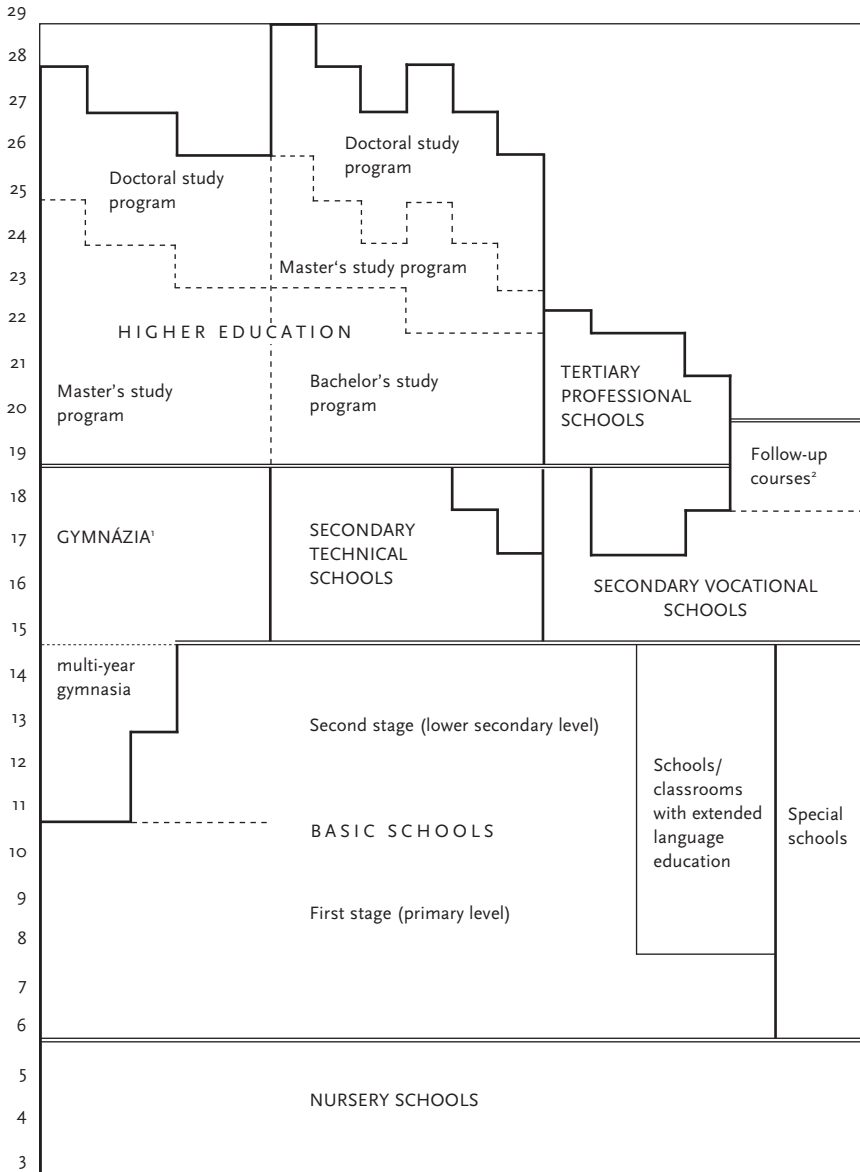 29
28
27
26
25
24
23
22
21
20
19
18
17
16
15
14
13
12
11
10
9
8
7
6
5
4
3
Doctoral study
program
Doctoral study
program
Master‘s study program
HIGHER EDUCATION
Master’s study
program
Bachelor’s study
program
TERTIARY
PROFESSIONAL
SCHOOLS
Follow-up
courses²
GYMNÁZIA¹
SECONDARY
TECHNICAL
SCHOOLS
SECONDARY VOCATIONAL
SCHOOLS
multi-year
gymnasia
Second stage (lower secondary level)
BASIC SCHOOLS
First stage (primary level)
Schools/
classrooms
with extended
language
education
Special
schools
NURSERY SCHOOLS